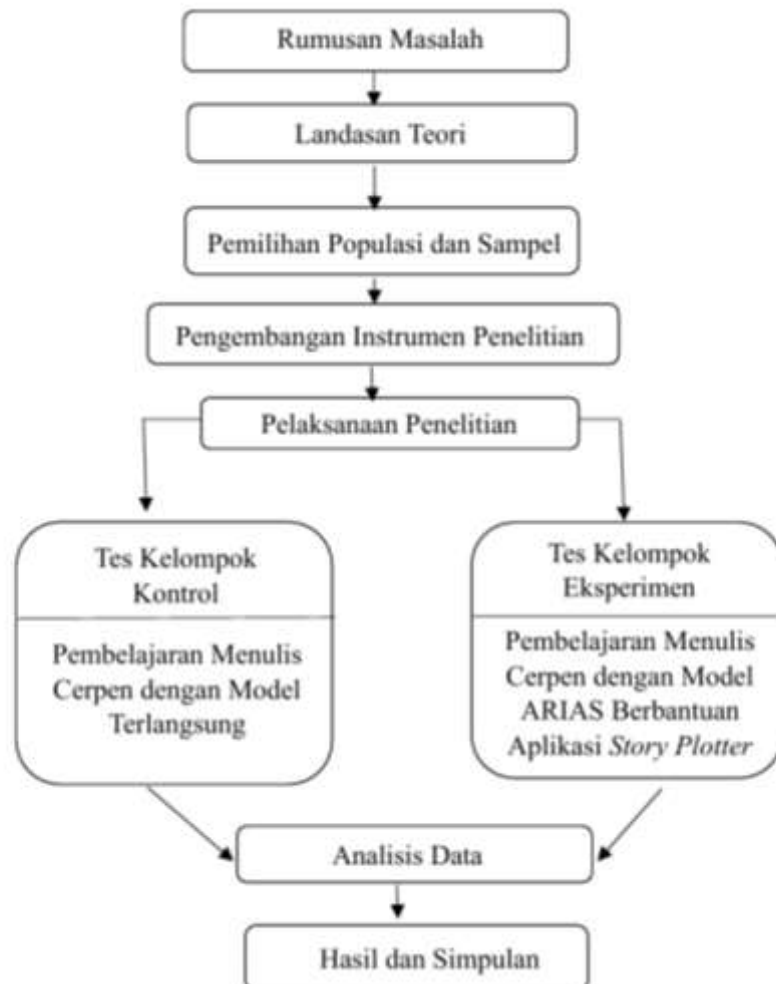 Rumusan Masalah
Landasan Teori
Pemilihan Populasi dan Sampel
Pengembangan Instrumen Penelitian
Pelaksanaan Penelitian
Tes Kelompok
Kontrol
Pembelajaran Menulis
Cerpen dengan Model
Terlangsung
Tes Kelompok
Eksperimen
Pembelajaran Menulis
Cerpen dengan Model
ARIAS Berbantuan
Aplikasi Story Plotter
Analisis Data
Hasil dan Simpulan